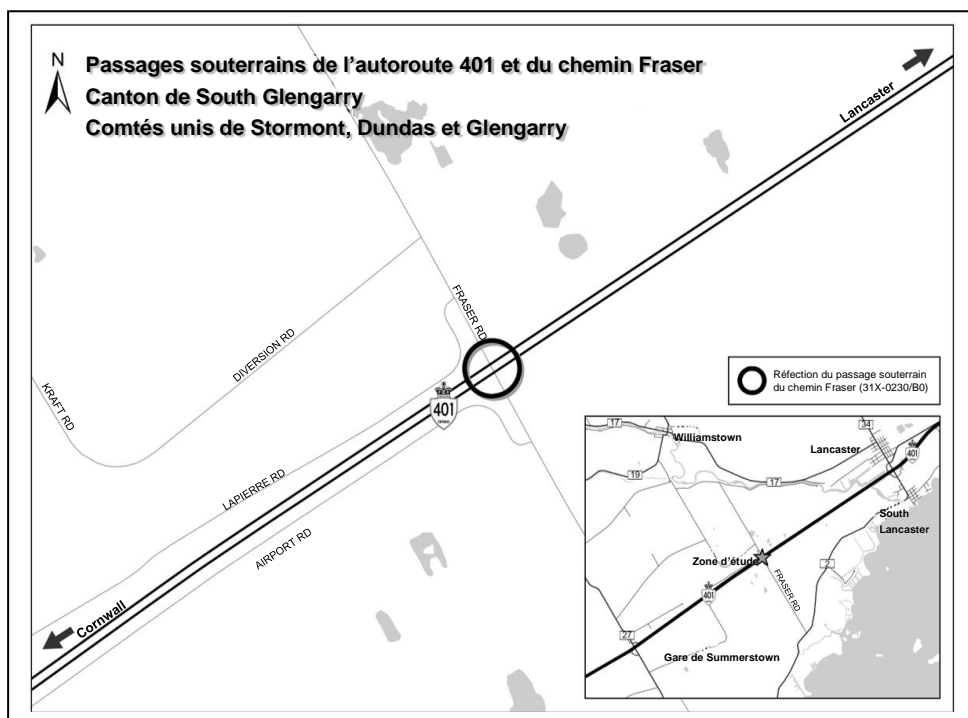 N
Passages souterrains de l’autoroute 401 et du chemin Fraser
Canton de South Glengarry
Comtés unis de Stormont, Dundas et Glengarry
Lancaster
FRASER RD
DIVERSION RD
KRAFT RD
401
ONTARIO
LAPIERRE RD
AIRPORT RD
Cornwall
Réfection du passage souterrain
du chemin Fraser (31X-0230/B0)
17
Williamstown
34
Lancaster
401
19
17
South
Lancaster
Zone d’étude
2
FRASER RD
401
27
Gare de Summerstown